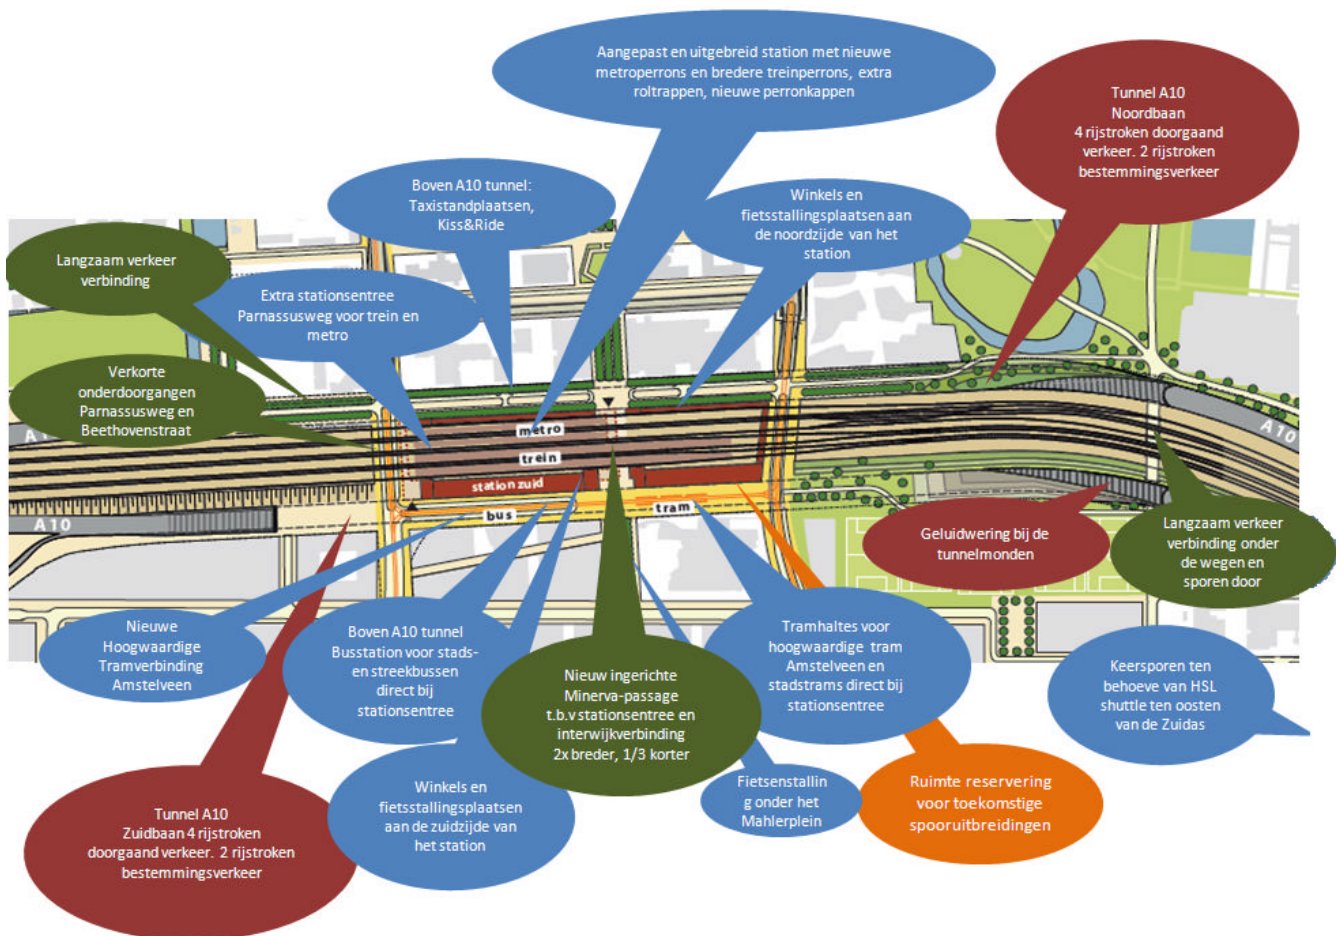 Aangepast en uitgebreid station met nieuwe
metroperrons en bredere treinperrons, extra
roltrappen, nieuwe perronkappen
Tunnel A10
Noordbaan
4 rijstroken doorgaand
verkeer. 2 rijstroken
bestemmingsverkeer
Boven A10 tunnel:
Taxistandplaatsen,
Kiss&Ride
Winkels en
fietsstallingsplaatsen aan
de noordzijde van het
station
Langzaam verkeer
verbinding
Extra stationsentree
Parnassusweg voor trein en
metro
Verkorte
onderdoorgangen
Parnassusweg en
Beethovenstraat
A10
metro
trein
station zuid
bus
tram
A10
Geluidwering bij de
tunnelmonden
Langzaam verkeer
verbinding onder
de wegen en
sporen door
Nieuwe
Hoogwaardige
Tramverbinding
Amstelveen
Boven A10 tunnel
Busstation voor stads-
en streekbussen
direct bij
stationsentree
Nieuw ingerichte
Minerva-passage
t.b.v stationsentree en
interwijkverbinding
2x breder, 1/3 korter
Tramhaltes voor
hoogwaardige tram
Amstelveen en
stadstrams direct bij
stationsentree
Keersporen ten
behoeve van HSL
shuttle ten oosten
van de Zuidas
Tunnel A10
Zuidbaan 4 rijstroken
doorgaand verkeer. 2 rijstroken
bestemmingsverkeer
Winkels en
fietsstallingsplaatsen
aan de zuidzijde van
het station
Fietsenstallin
g onder het
Mahlerplein
Ruimte reservering
voor toekomstige
spooruitbreidingen